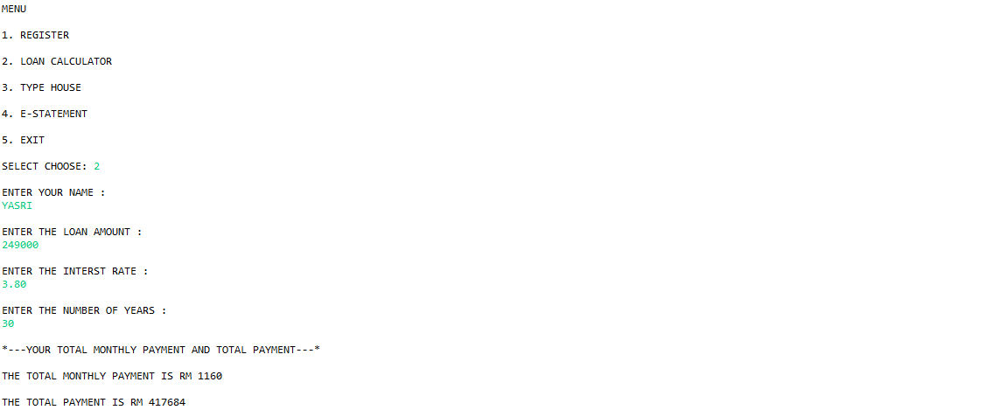 MENU
1. REGISTER
2. LOAN CALCULATOR
3. TYPE HOUSE
4. E-STATEMENT
5. EXIT
SELECT CHOOSE: 2
ENTER YOUR NAME :
YASRI
ENTER THE LOAN AMOUNT :
249000
ENTER THE INTERST RATE :
3.80
ENTER THE NUMBER OF YEARS :
30
*---YOUR TOTAL MONTHLY PAYMENT AND TOTAL PAYMENT---*
THE TOTAL MONTHLY PAYMENT IS RM 1160
THE TOTAL PAYMENT IS RM 417684